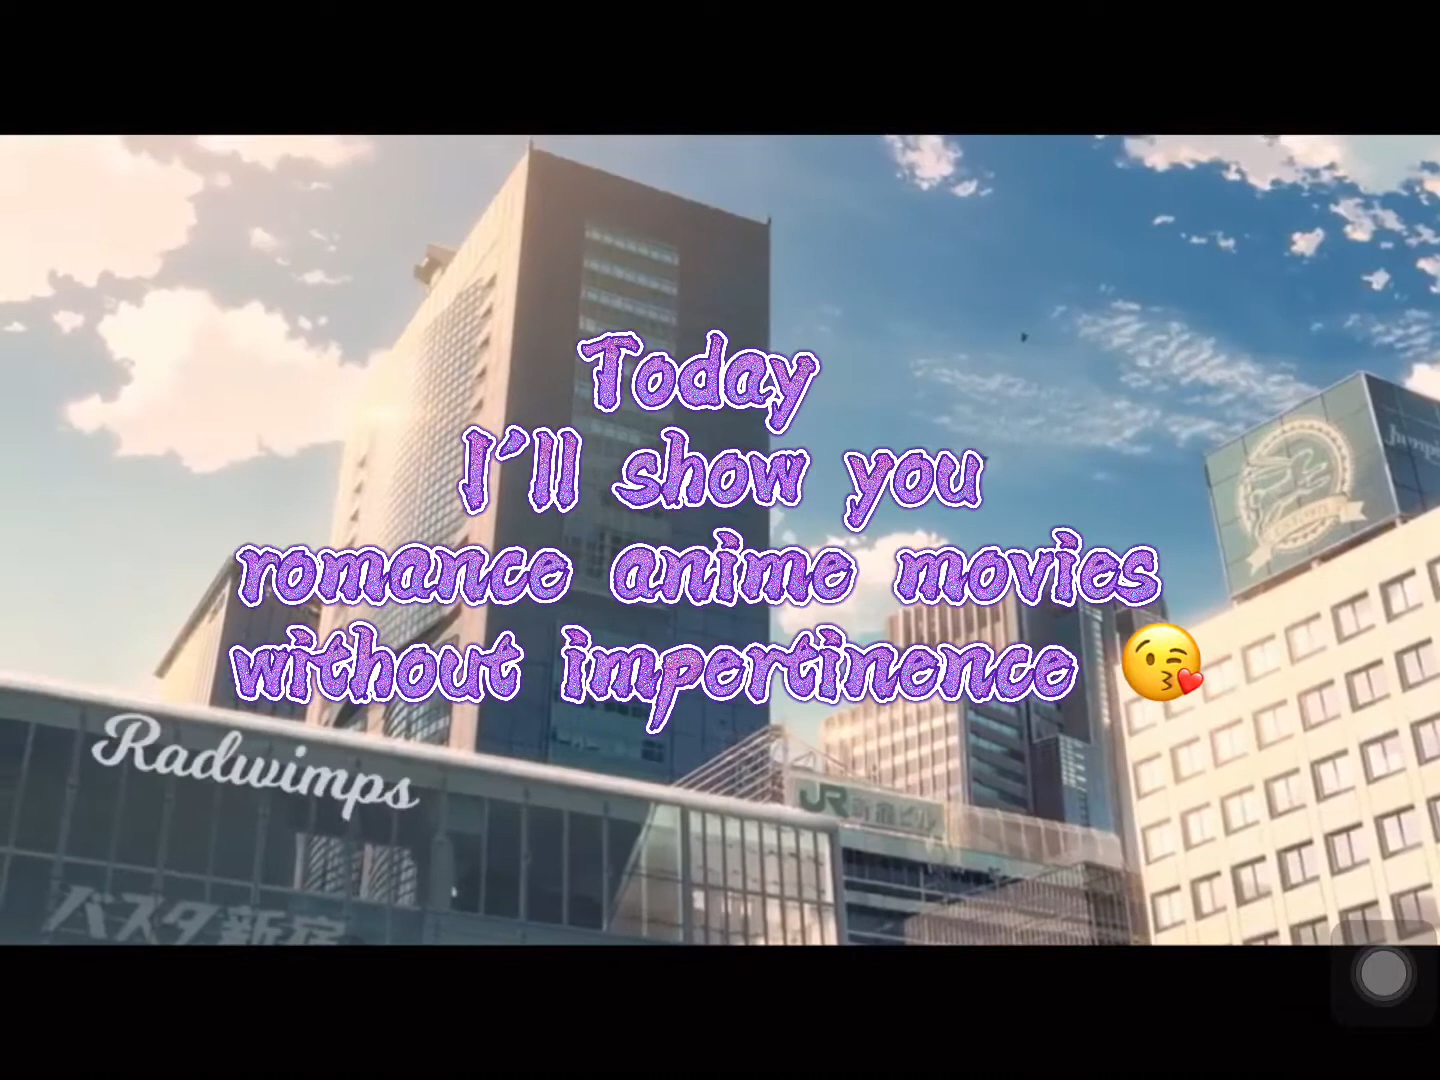 Today
I'll show you
romance anime movies
without impertinence 😘
Radwimps
JR新宿ビル
バスタ新宿